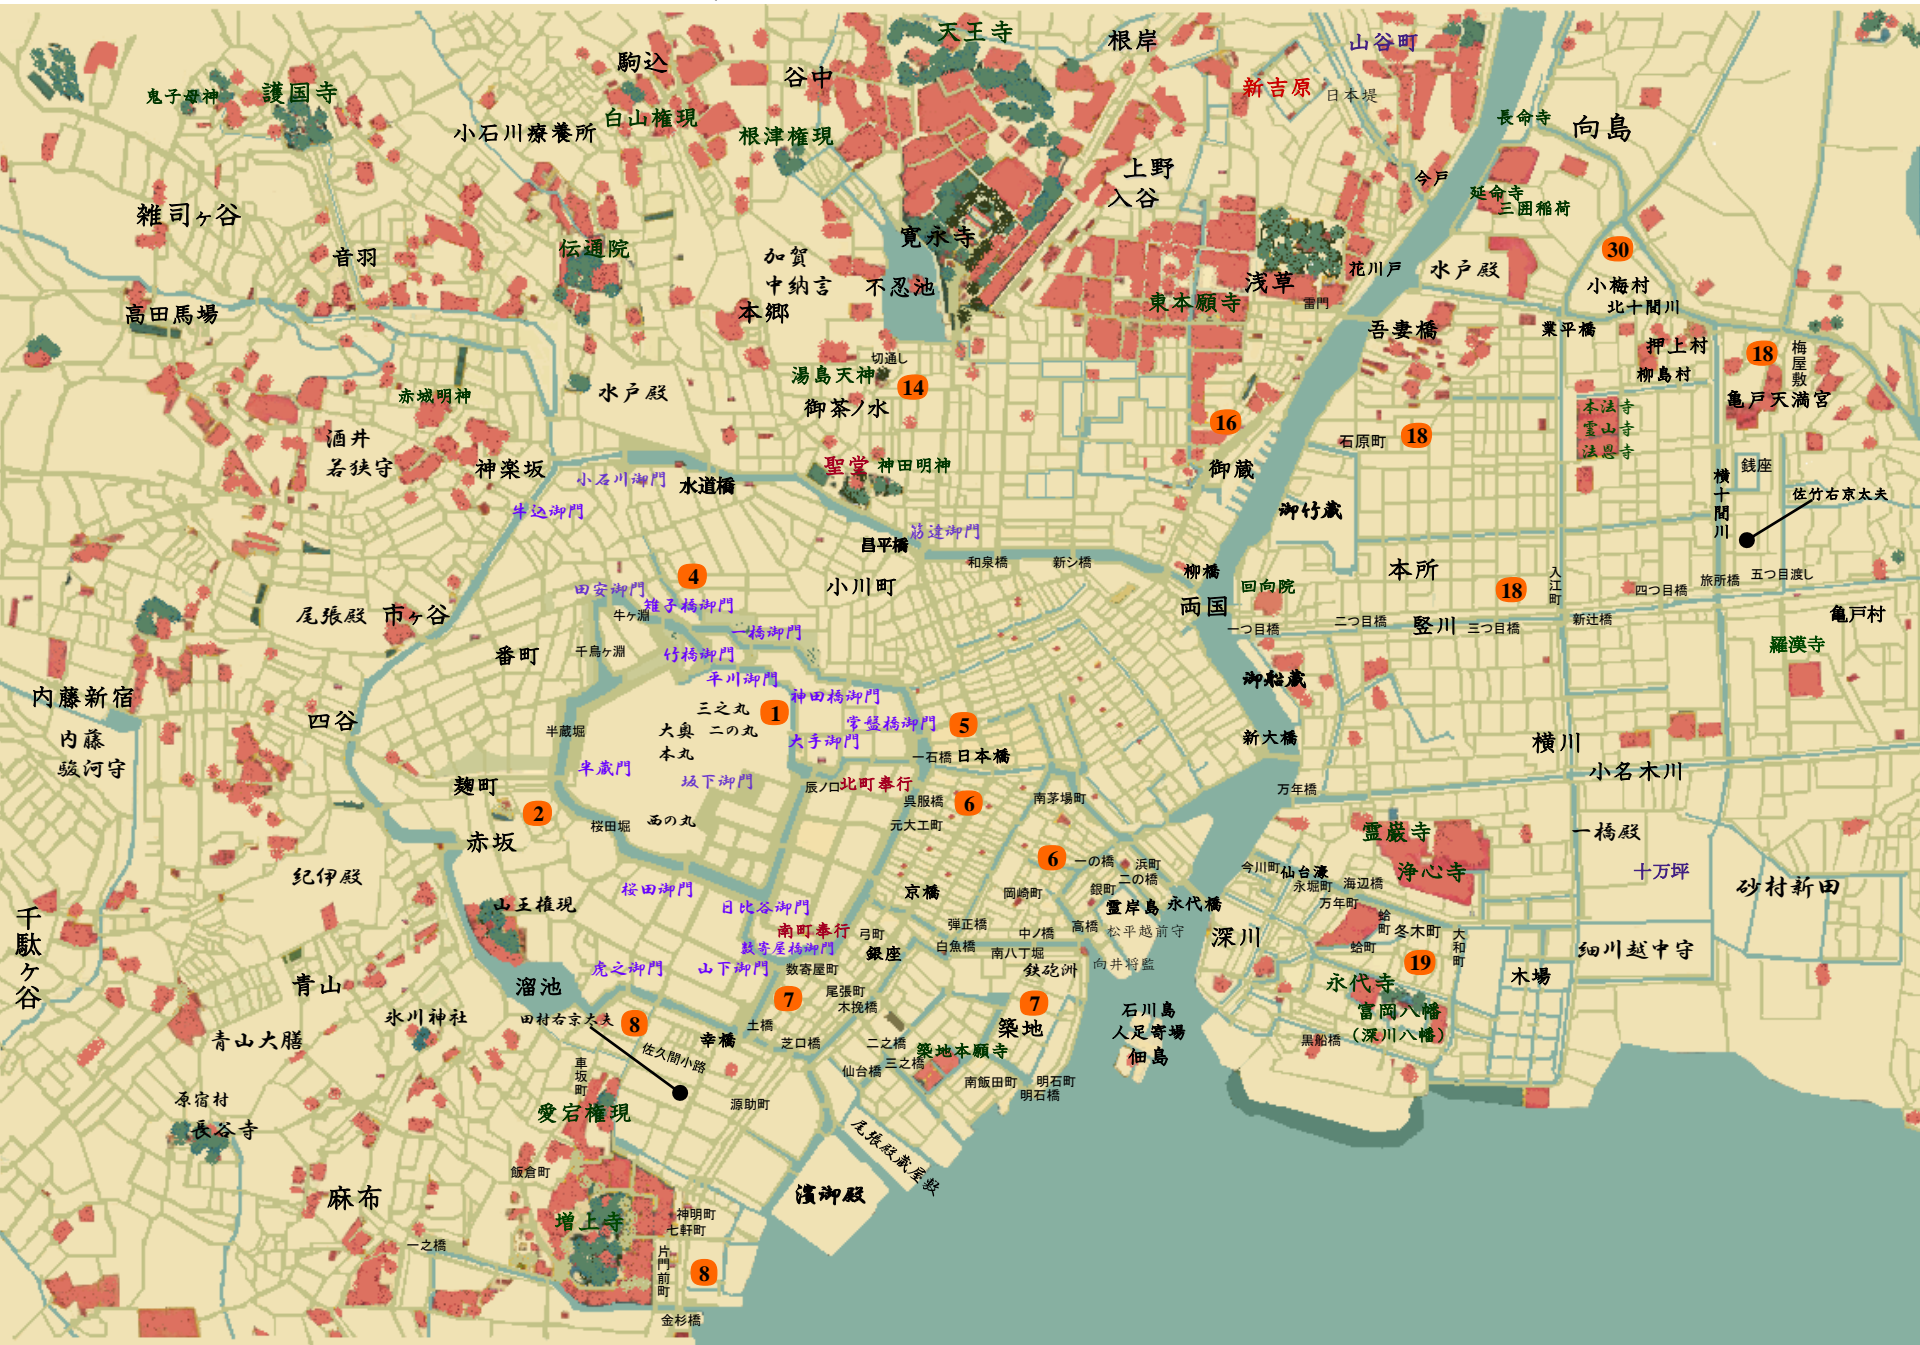 天王寺
根岸
山谷町
駒込
谷中
新吉原
日本堤
鬼子母神
護国寺
白山権現
根津権現
小石川療養所
長命寺
向島
上野
入谷
今戸
延命寺
三囲稲荷
雑司ヶ谷
音羽
伝通院
加賀
中納言
本郷
寛永寺
不忍池
東本願寺
浅草
雷門
花川戸
水戸殿
30
小梅村
北十間川
高田馬場
吾妻橋
業平橋
押上村
柳島村
18
梅屋敷
亀戸天満宮
切通し
湯島天神
14
御茶ノ水
水戸殿
赤城明神
酒井
若狭守
神楽坂
小石川御門
水道橋
聖堂
神田明神
16
石原町
18
本法寺
霊山寺
法恩寺
御蔵
御竹蔵
横十間川
銭座
佐竹右京太夫
牛込御門
昌平橋
筋違御門
和泉橋
新シ橋
柳橋
両国
回向院
本所
18
入江町
四つ目橋
旅所橋
五つ目渡し
亀戸村
羅漢寺
小川町
4
田安御門
雉子橋御門
牛ヶ淵
一橋御門
竹橋御門
千鳥ヶ淵
平川御門
尾張殿
市ヶ谷
番町
一つ目橋
二つ目橋
竪川
三つ目橋
新辻橋
御船蔵
内藤新宿
内藤
駿河守
四谷
半蔵堀
三之丸
1
神田橋御門
大奥
二の丸
常盤橋御門
大手御門
本丸
5
一石橋
日本橋
新大橋
横川
小名木川
半蔵門
坂下御門
辰ノ口
北町奉行
呉服橋
6
南茅場町
万年橋
麹町
2
桜田堀
西の丸
元大工町
赤坂
紀伊殿
桜田御門
日比谷御門
南町奉行
数寄屋橋御門
弓町
京橋
銀座
6
一の橋
浜町
二の橋
岡崎町
銀町
霊岸島
永代橋
高橋
松平越前守
弾正橋
中ノ橋
白魚橋
南八丁堀
鉄砲洲
向井将監
霊巌寺
浄心寺
今川町
仙台濠
永堀町
海辺橋
万年町
蛤町
冬木町
蛤町
大和町
19
深川
一橋殿
十万坪
砂村新田
細川越中守
木場
永代寺
富岡八幡
(深川八幡)
黒船橋
千駄ヶ谷
山王権現
青山
溜池
虎之御門
山下御門
数寄屋町
7
尾張町
木挽橋
7
築地
石川島
人足寄場
佃島
青山大膳
氷川神社
田村右京太夫
8
佐久間小路
幸橋
土橋
芝口橋
二之橋
三之橋
仙台橋
築地本願寺
南飯田町
明石町
明石橋
車坂町
源助町
原宿村
長谷寺
愛宕権現
尾張殿蔵屋敷
飯倉町
麻布
濱御殿
増上寺
神明町
七軒町
一之橋
片門前町
8
金杉橋